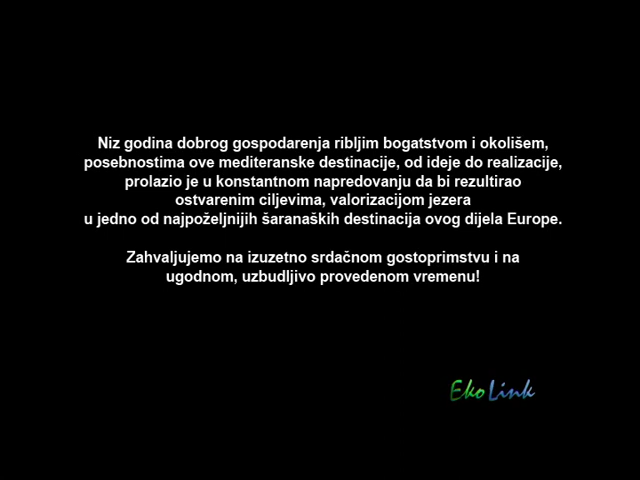 Niz godina dobrog gospodarenja ribljim bogatstvom i okolišem,
posebnostima ove mediteranske destinacije, od ideje do realizacije,
prolazio je u konstantnom napredovanju da bi rezultirao
ostvarenim ciljevima, valorizacijom jezera
u jedno od najpoželjnijih šaranaških destinacija ovog dijela Europe.
Zahvaljujemo na izuzetno srdačnom gostoprimstvu i na
ugodnom, uzbudljivo provedenom vremenu!
Eko Link